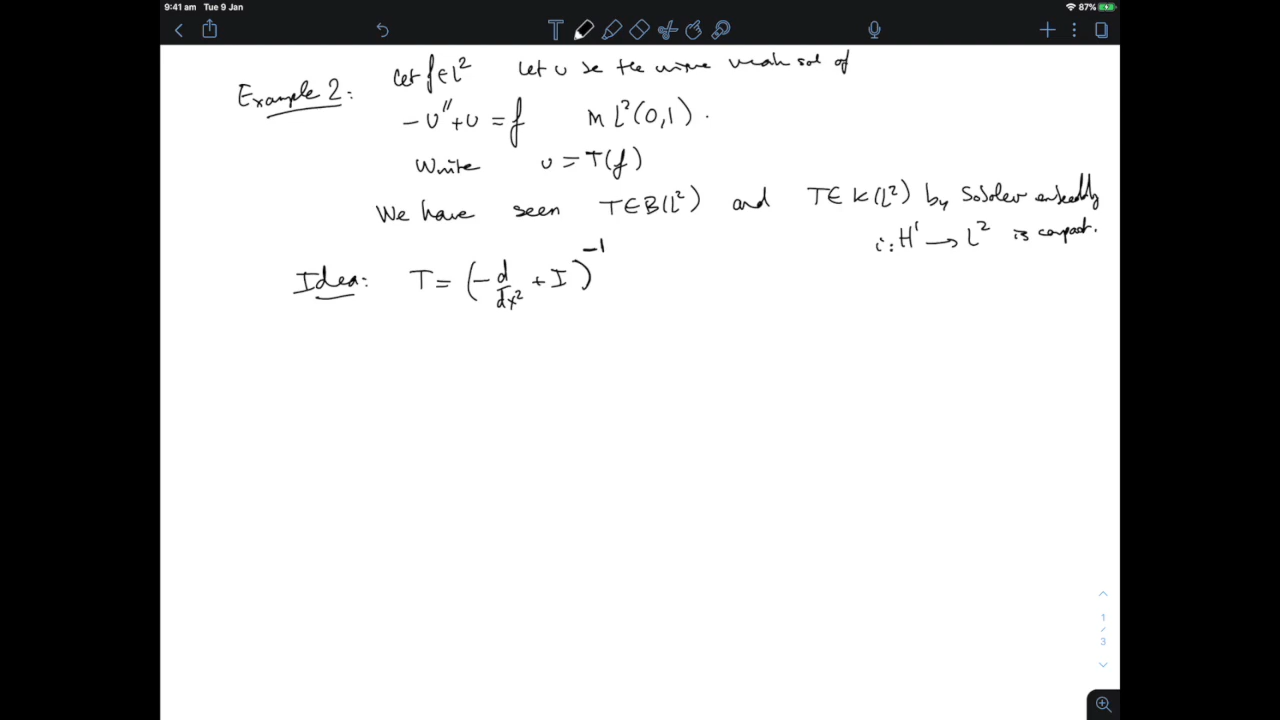 9:41 am Tue 9 Jan
87%
Example 2: Let f ∈ L² Let u be the unique weak sol of
-u'' + u = f in L²(0,1).
Write u = T(f)
We have seen T ∈ B(L²) and T ∈ K(L²) by Sobolev embedding
i: H¹ → L² is compact.
Idea: T = (-d/dx² + I)⁻¹
1
/
3